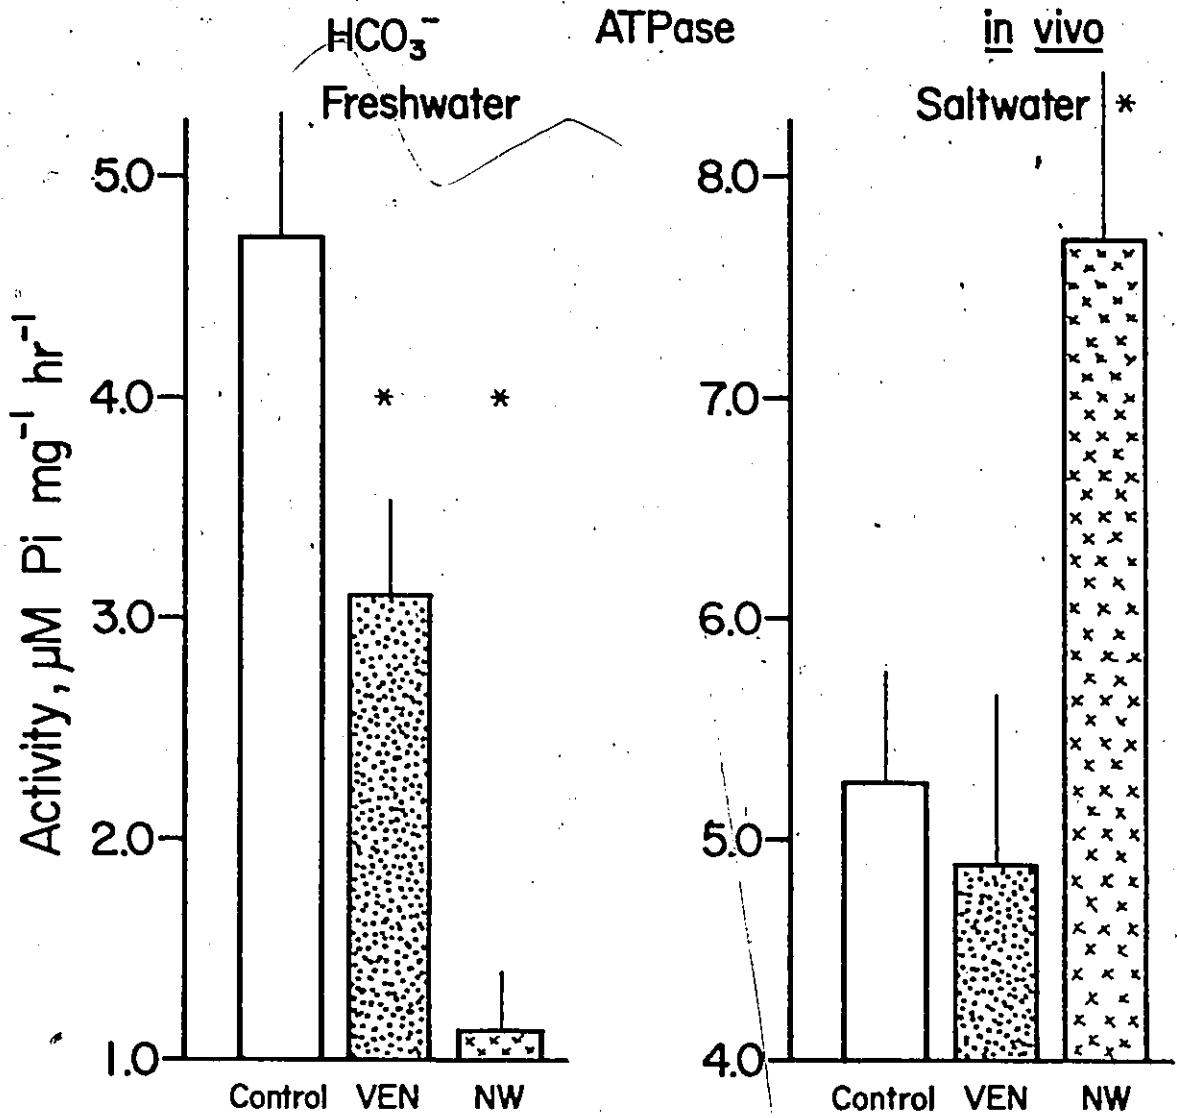 HCO₃⁻ ATPase in vivo
Freshwater Saltwater *
5.0 8.0
4.0 * * 7.0
3.0 6.0
2.0 5.0
1.0 4.0
Activity, μM Pi mg⁻¹ hr⁻¹
Control VEN NW Control VEN NW